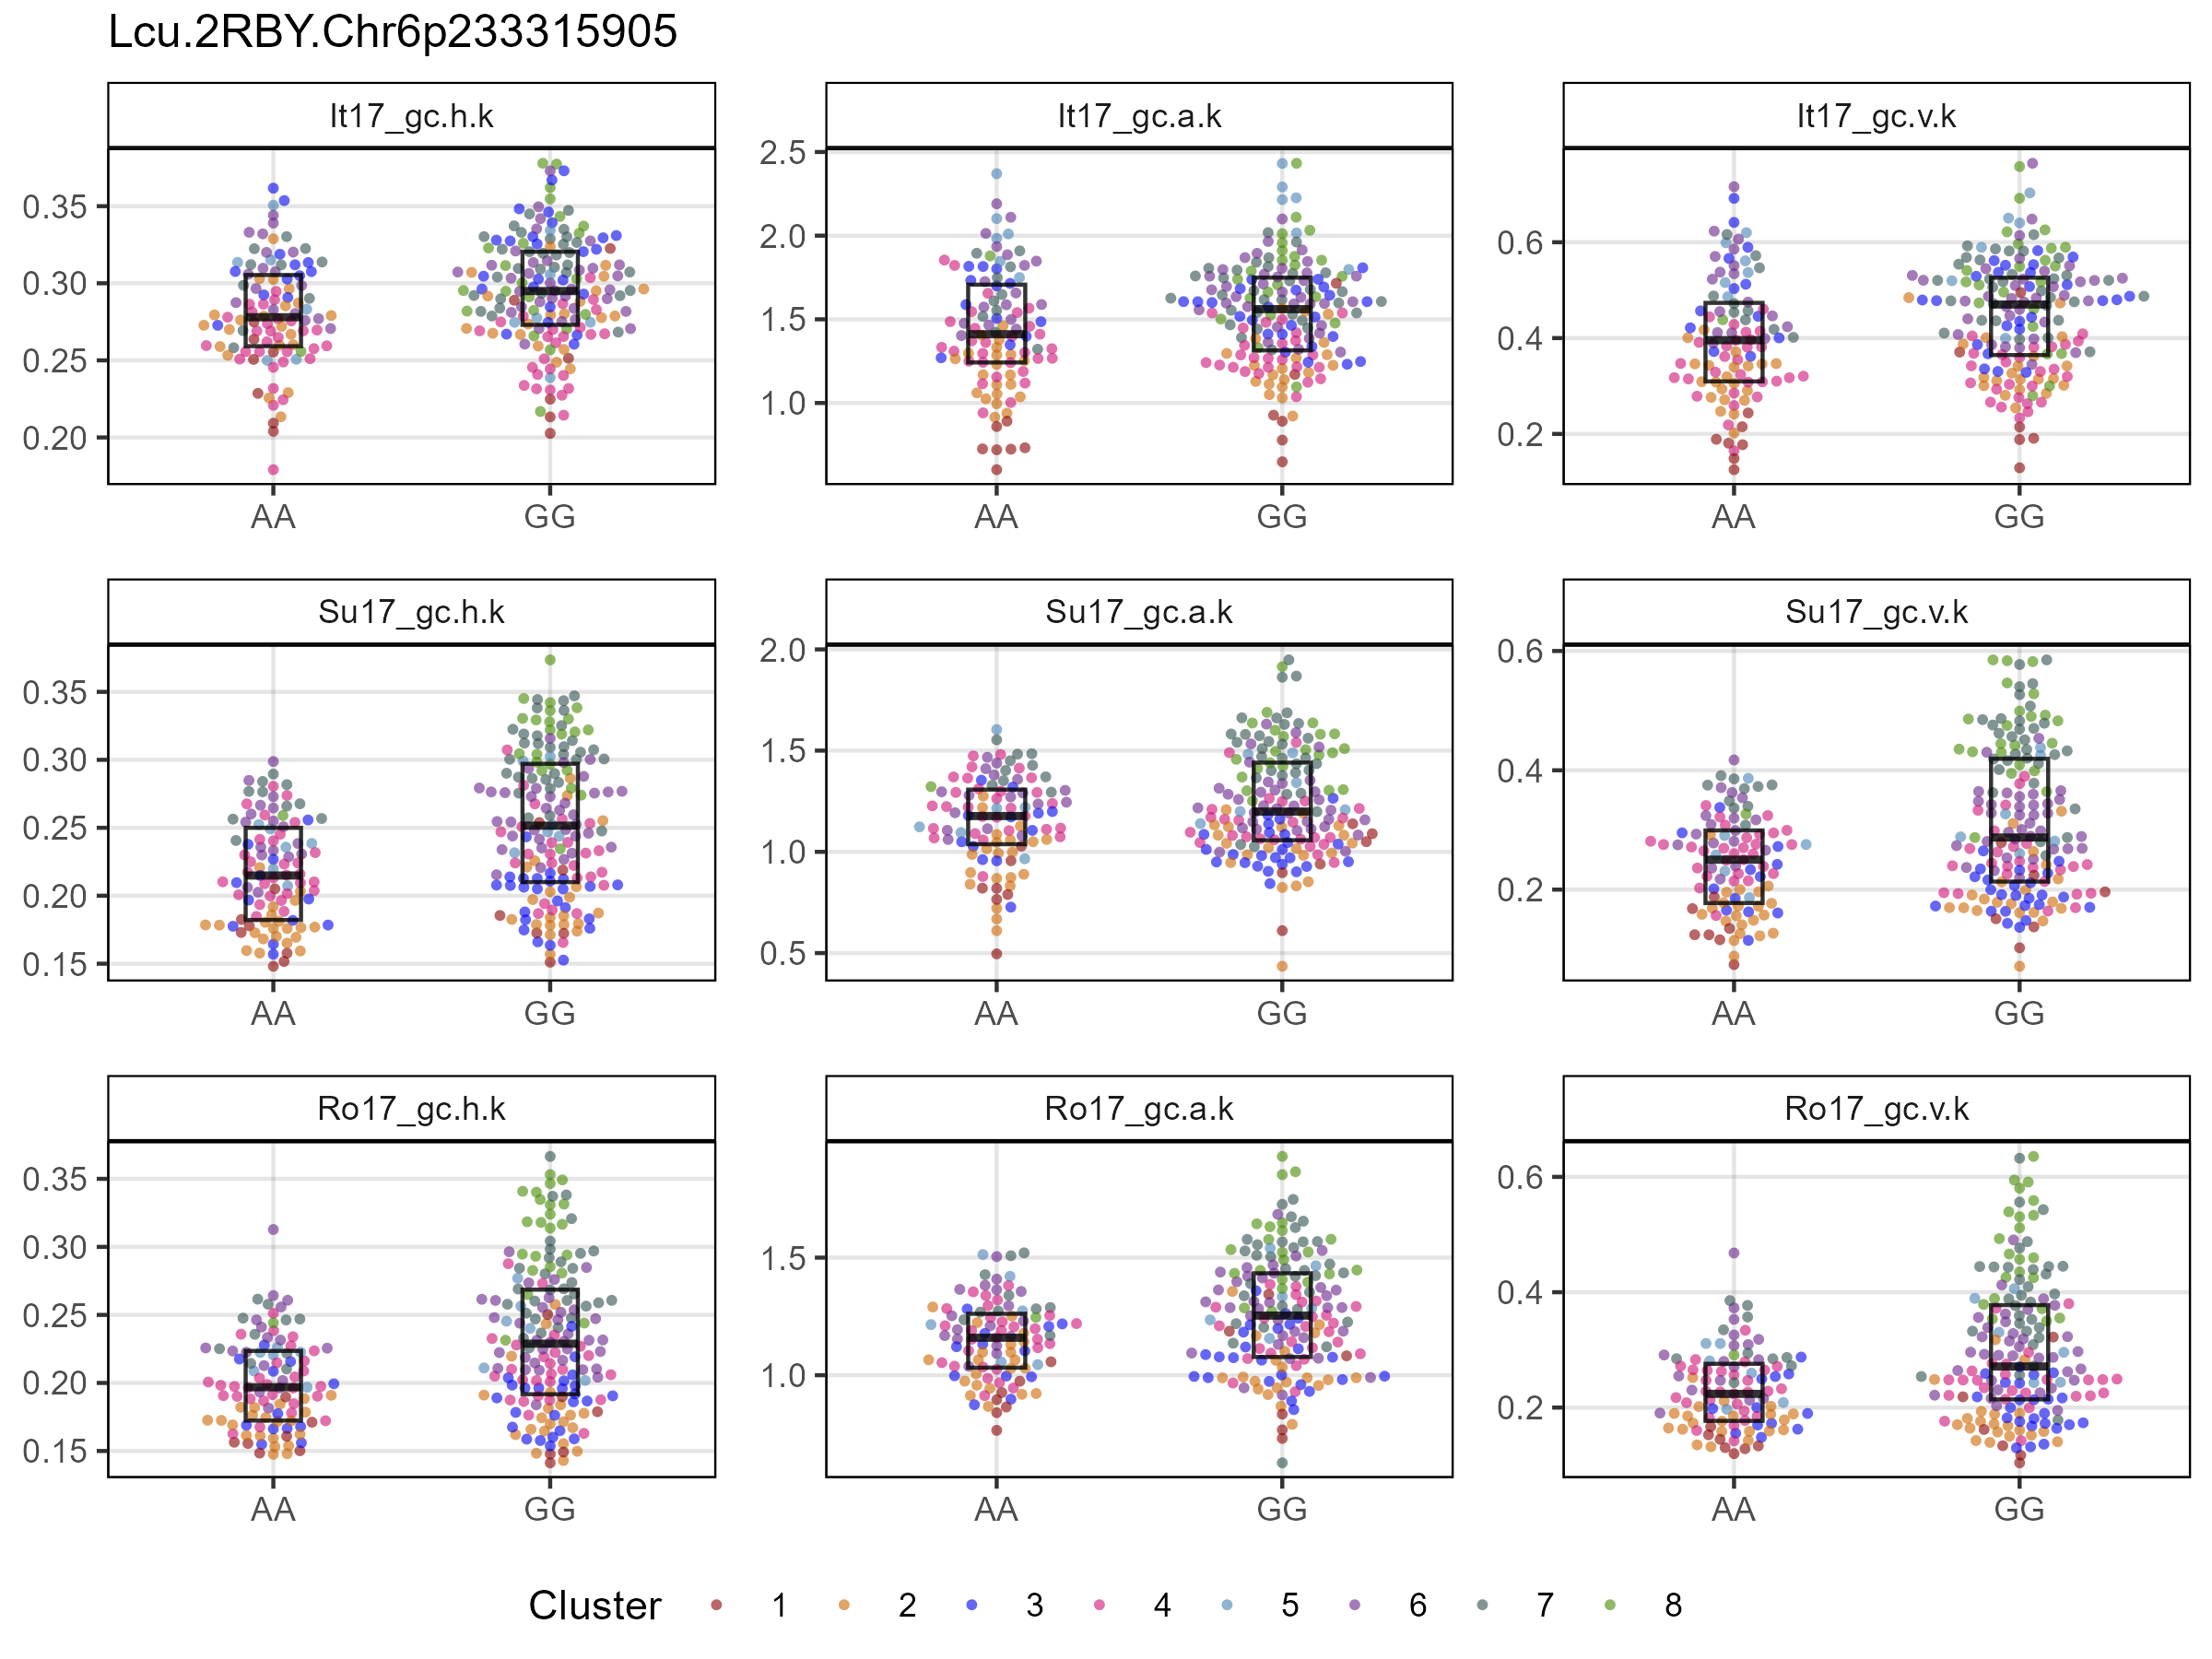 Lcu.2RBY.Chr6p233315905
It17_gc.h.k
It17_gc.a.k
It17_gc.v.k
0.35
0.30
0.25
0.20
2.5
2.0
1.5
1.0
0.6
0.4
0.2
AA GG
AA GG
AA GG
Su17_gc.h.k
Su17_gc.a.k
Su17_gc.v.k
0.35
0.30
0.25
0.20
0.15
2.0
1.5
1.0
0.5
0.6
0.4
0.2
AA GG
AA GG
AA GG
Ro17_gc.h.k
Ro17_gc.a.k
Ro17_gc.v.k
0.35
0.30
0.25
0.20
0.15
1.5
1.0
0.6
0.4
0.2
AA GG
AA GG
AA GG
Cluster 1 2 3 4 5 6 7 8